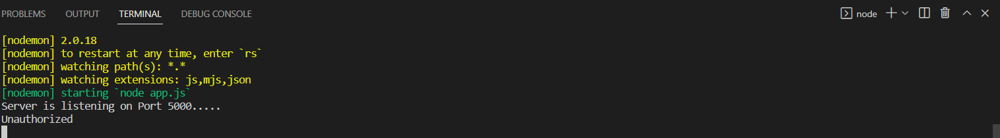 PROBLEMS OUTPUT TERMINAL DEBUG CONSOLE node
[nodemon] 2.0.18
[nodemon] to restart at any time, enter `rs`
[nodemon] watching path(s): *.*
[nodemon] watching extensions: js,mjs,json
[nodemon] starting `node app.js`
Server is listening on Port 5000.....
Unauthorized